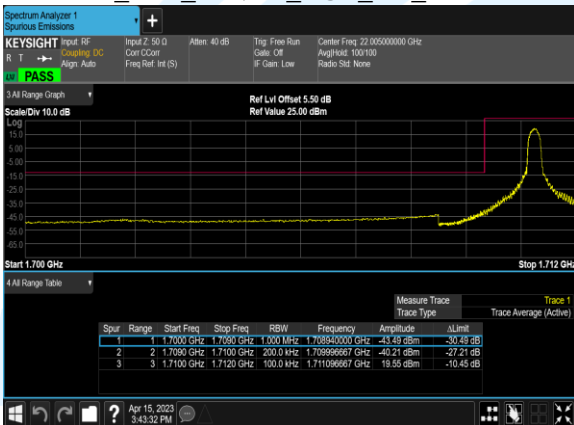 Spectrum Analyzer 1
Spurious Emissions
+
KEYSIGHT Input: RF Input Z: 50 Ω Atten: 40 dB Trig: Free Run Center Freq: 22.005000000 GHz
R T Coupling: DC Corr CCorr Gate: Off Avg|Hold: 100/100
Align: Auto Freq Ref: Int (S) IF Gain: Low Radio Std: None
PASS
3 All Range Graph
Ref Lvl Offset 5.50 dB
Scale/Div 10.0 dB Ref Value 25.00 dBm
Log
15.0
5.00
-5.00
-15.0
-25.0
-35.0
-45.0
-55.0
-65.0
Start 1.700 GHz Stop 1.712 GHz
4 All Range Table
Measure Trace Trace 1
Trace Type Trace Average (Active)
Spur Range Start Freq Stop Freq RBW Frequency Amplitude ΔLimit
1 1 1.7000 GHz 1.7090 GHz 1.000 MHz 1.708940000 GHz -43.49 dBm -30.49 dB
2 2 1.7090 GHz 1.7100 GHz 200.0 kHz 1.709996667 GHz -40.21 dBm -27.21 dB
3 3 1.7100 GHz 1.7120 GHz 100.0 kHz 1.711096667 GHz 19.55 dBm -10.45 dB
? Apr 15, 2023
3:43:32 PM